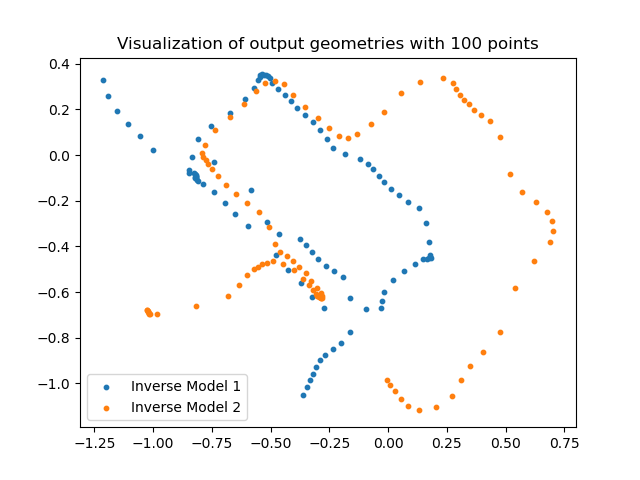 Visualization of output geometries with 100 points
0.4
0.2
0.0
−0.2
−0.4
−0.6
−0.8
−1.0
Inverse Model 1
Inverse Model 2
−1.25 −1.00 −0.75 −0.50 −0.25 0.00 0.25 0.50 0.75